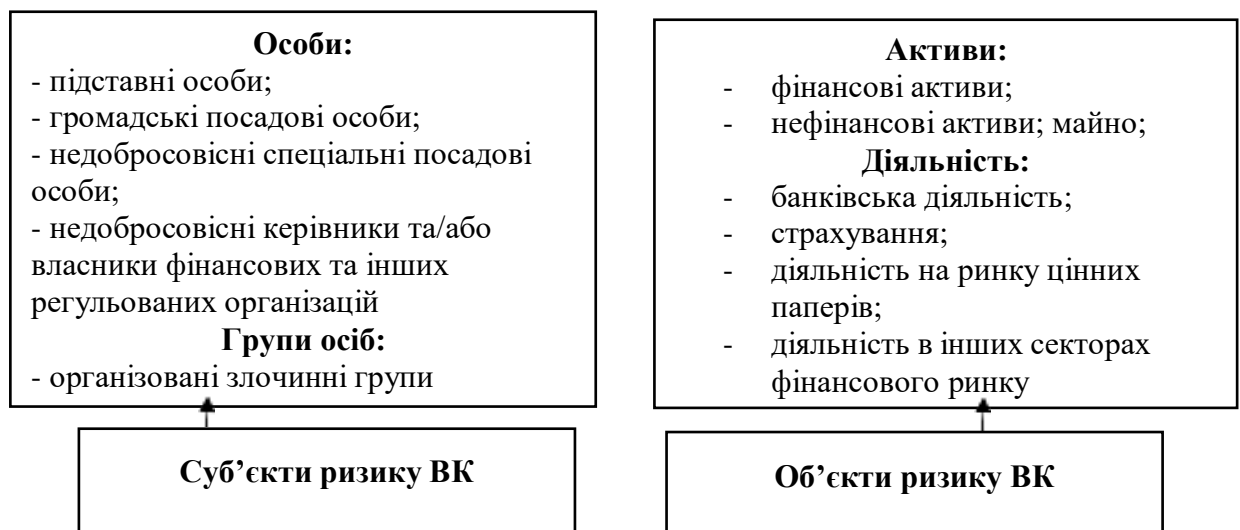 Особи:
- підставні особи;
- громадські посадові особи;
- недобросовісні спеціальні посадові
особи;
- недобросовісні керівники та/або
власники фінансових та інших
регульованих організацій
Групи осіб:
- організовані злочинні групи
Суб’єкти ризику ВК
Активи:
- фінансові активи;
- нефінансові активи; майно;
Діяльність:
- банківська діяльність;
- страхування;
- діяльність на ринку цінних
паперів;
- діяльність в інших секторах
фінансового ринку
Об’єкти ризику ВК